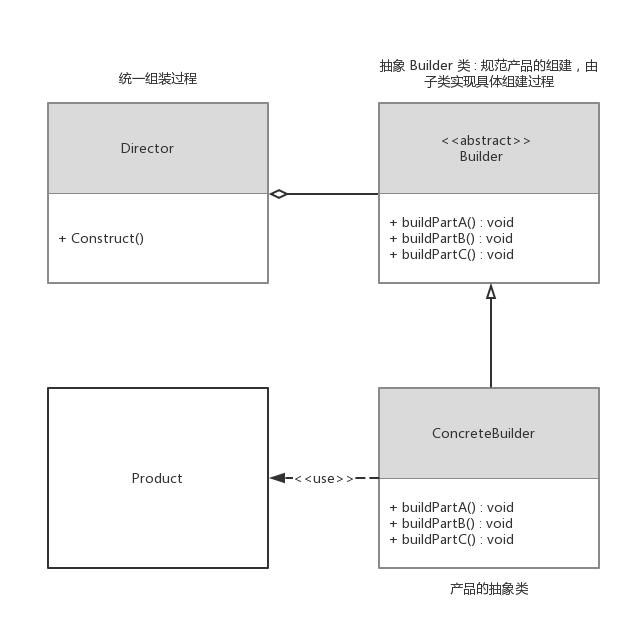 统一组装过程
抽象 Builder 类 : 规范产品的组建，由
子类实现具体组建过程
Director
<<abstract>>
Builder
+ Construct()
+ buildPartA() : void
+ buildPartB() : void
+ buildPartC() : void
Product
<<use>>
ConcreteBuilder
+ buildPartA() : void
+ buildPartB() : void
+ buildPartC() : void
产品的抽象类